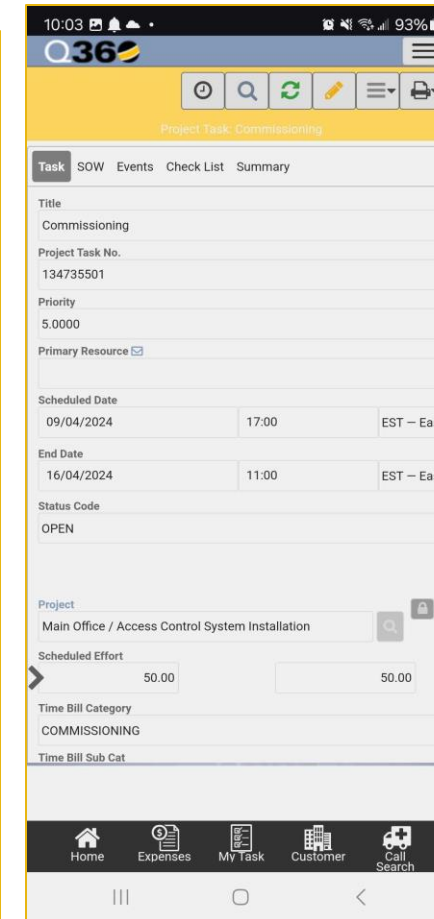 10:03 93%
Q360
Project Task: Commissioning
Task SOW Events Check List Summary
Title
Commissioning
Project Task No.
134735501
Priority
5.0000
Primary Resource
Scheduled Date
09/04/2024 17:00 EST — Ea
End Date
16/04/2024 11:00 EST — Ea
Status Code
OPEN
Project
Main Office / Access Control System Installation
Scheduled Effort
50.00 50.00
Time Bill Category
COMMISSIONING
Time Bill Sub Cat
Home Expenses My Task Customer Call Search